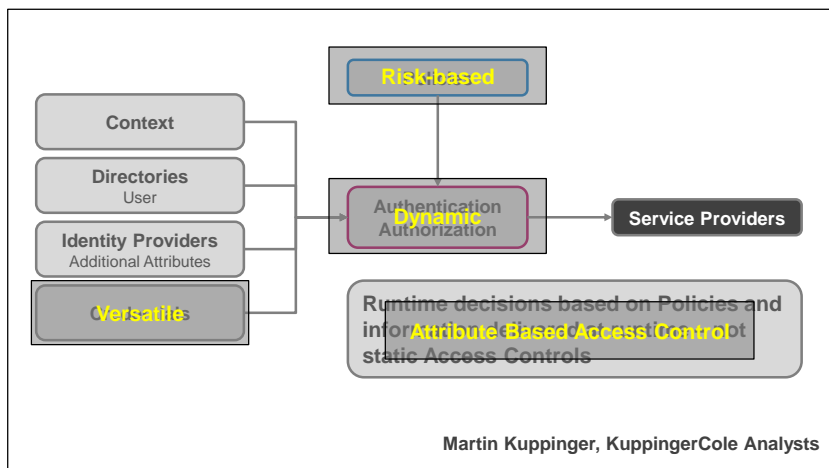 Risk-based
Context
Directories
User
Authentication
Dynamic
Authorization
Service Providers
Identity Providers
Additional Attributes
Versatile
Runtime decisions based on Policies and
Attribute Based Access Control
static Access Controls
Martin Kuppinger, KuppingerCole Analysts